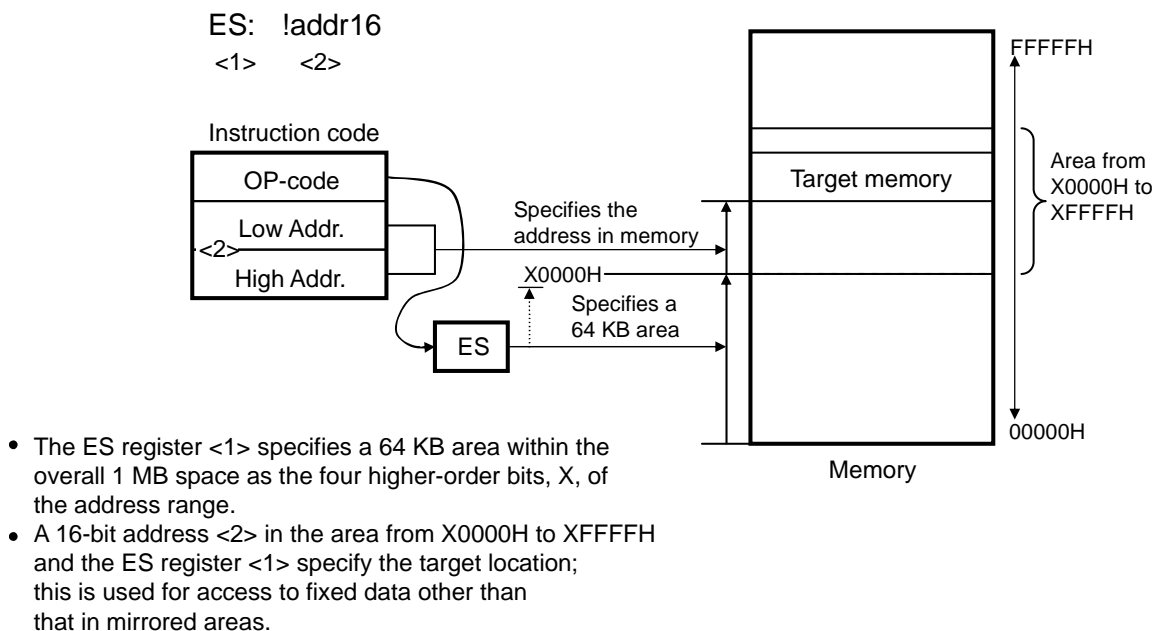 ES: !addr16
<1> <2>
Instruction code
OP-code
Low Addr.
<2>
High Addr.
ES
Specifies the
address in memory
X0000H
Specifies a
64 KB area
Target memory
Memory
FFFFFH
Area from
X0000H to
XFFFFH
00000H
• The ES register <1> specifies a 64 KB area within the
overall 1 MB space as the four higher-order bits, X, of
the address range.
• A 16-bit address <2> in the area from X0000H to XFFFFH
and the ES register <1> specify the target location;
this is used for access to fixed data other than
that in mirrored areas.